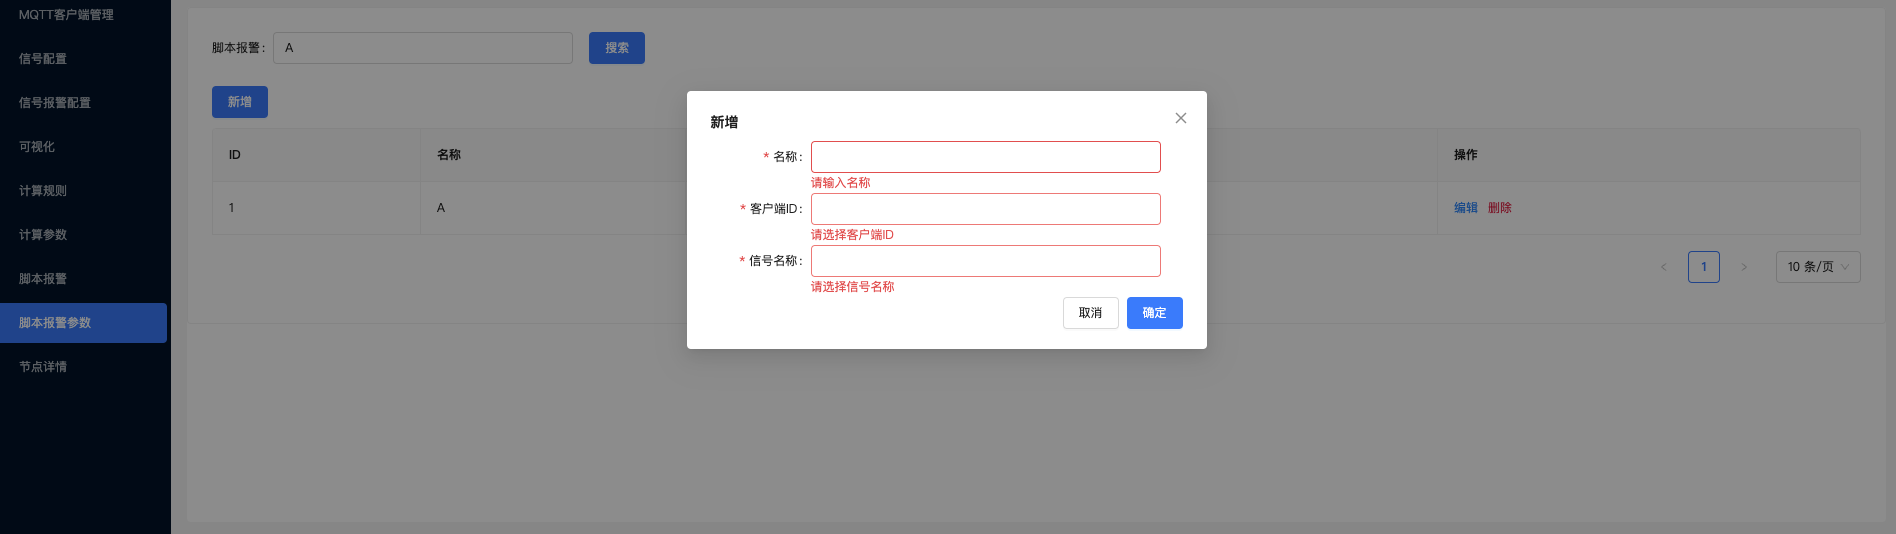 MQTT客户端管理
信号配置
信号报警配置
可视化
计算规则
计算参数
脚本报警
脚本报警参数
节点详情
脚本报警: A 搜索
新增
ID 名称 操作
1 A 编辑 删除
1 10 条/页
新增
* 名称:
请输入名称
* 客户端ID:
请选择客户端ID
* 信号名称:
请选择信号名称
取消 确定